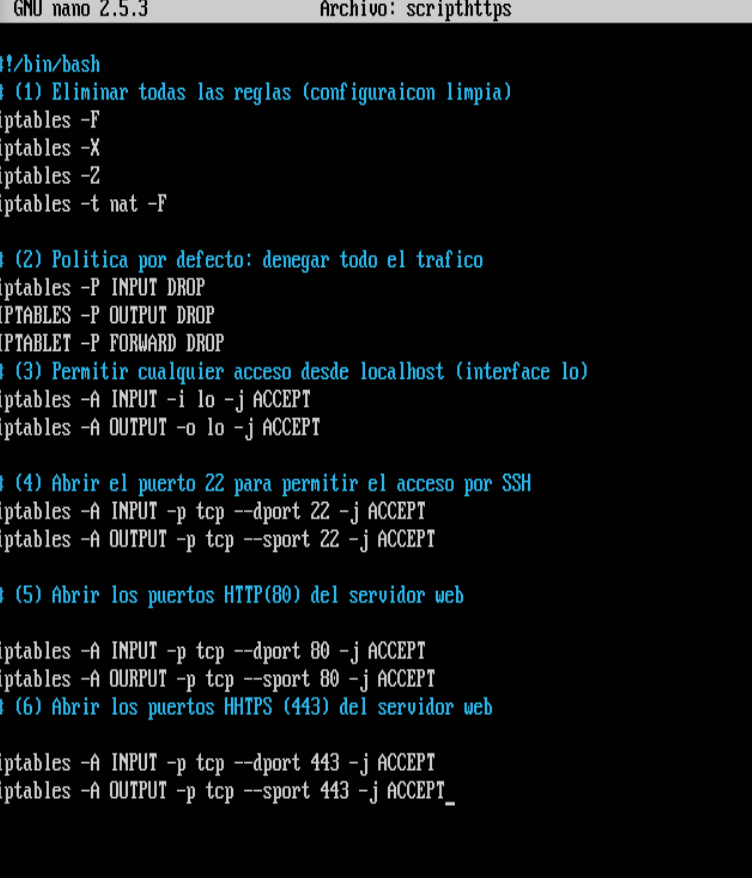 GNU nano 2.5.3 Archivo: scripthttps
#!/bin/bash
# (1) Eliminar todas las reglas (configuraicon limpia)
iptables -F
iptables -X
iptables -Z
iptables -t nat -F
# (2) Politica por defecto: denegar todo el trafico
iptables -P INPUT DROP
IPTABLES -P OUTPUT DROP
IPTABLET -P FORWARD DROP
# (3) Permitir cualquier acceso desde localhost (interface lo)
iptables -A INPUT -i lo -j ACCEPT
iptables -A OUTPUT -o lo -j ACCEPT
# (4) Abrir el puerto 22 para permitir el acceso por SSH
iptables -A INPUT -p tcp --dport 22 -j ACCEPT
iptables -A OUTPUT -p tcp --sport 22 -j ACCEPT
# (5) Abrir los puertos HTTP(80) del servidor web
iptables -A INPUT -p tcp --dport 80 -j ACCEPT
iptables -A OURPUT -p tcp --sport 80 -j ACCEPT
# (6) Abrir los puertos HHTPS (443) del servidor web
iptables -A INPUT -p tcp --dport 443 -j ACCEPT
iptables -A OUTPUT -p tcp --sport 443 -j ACCEPT_